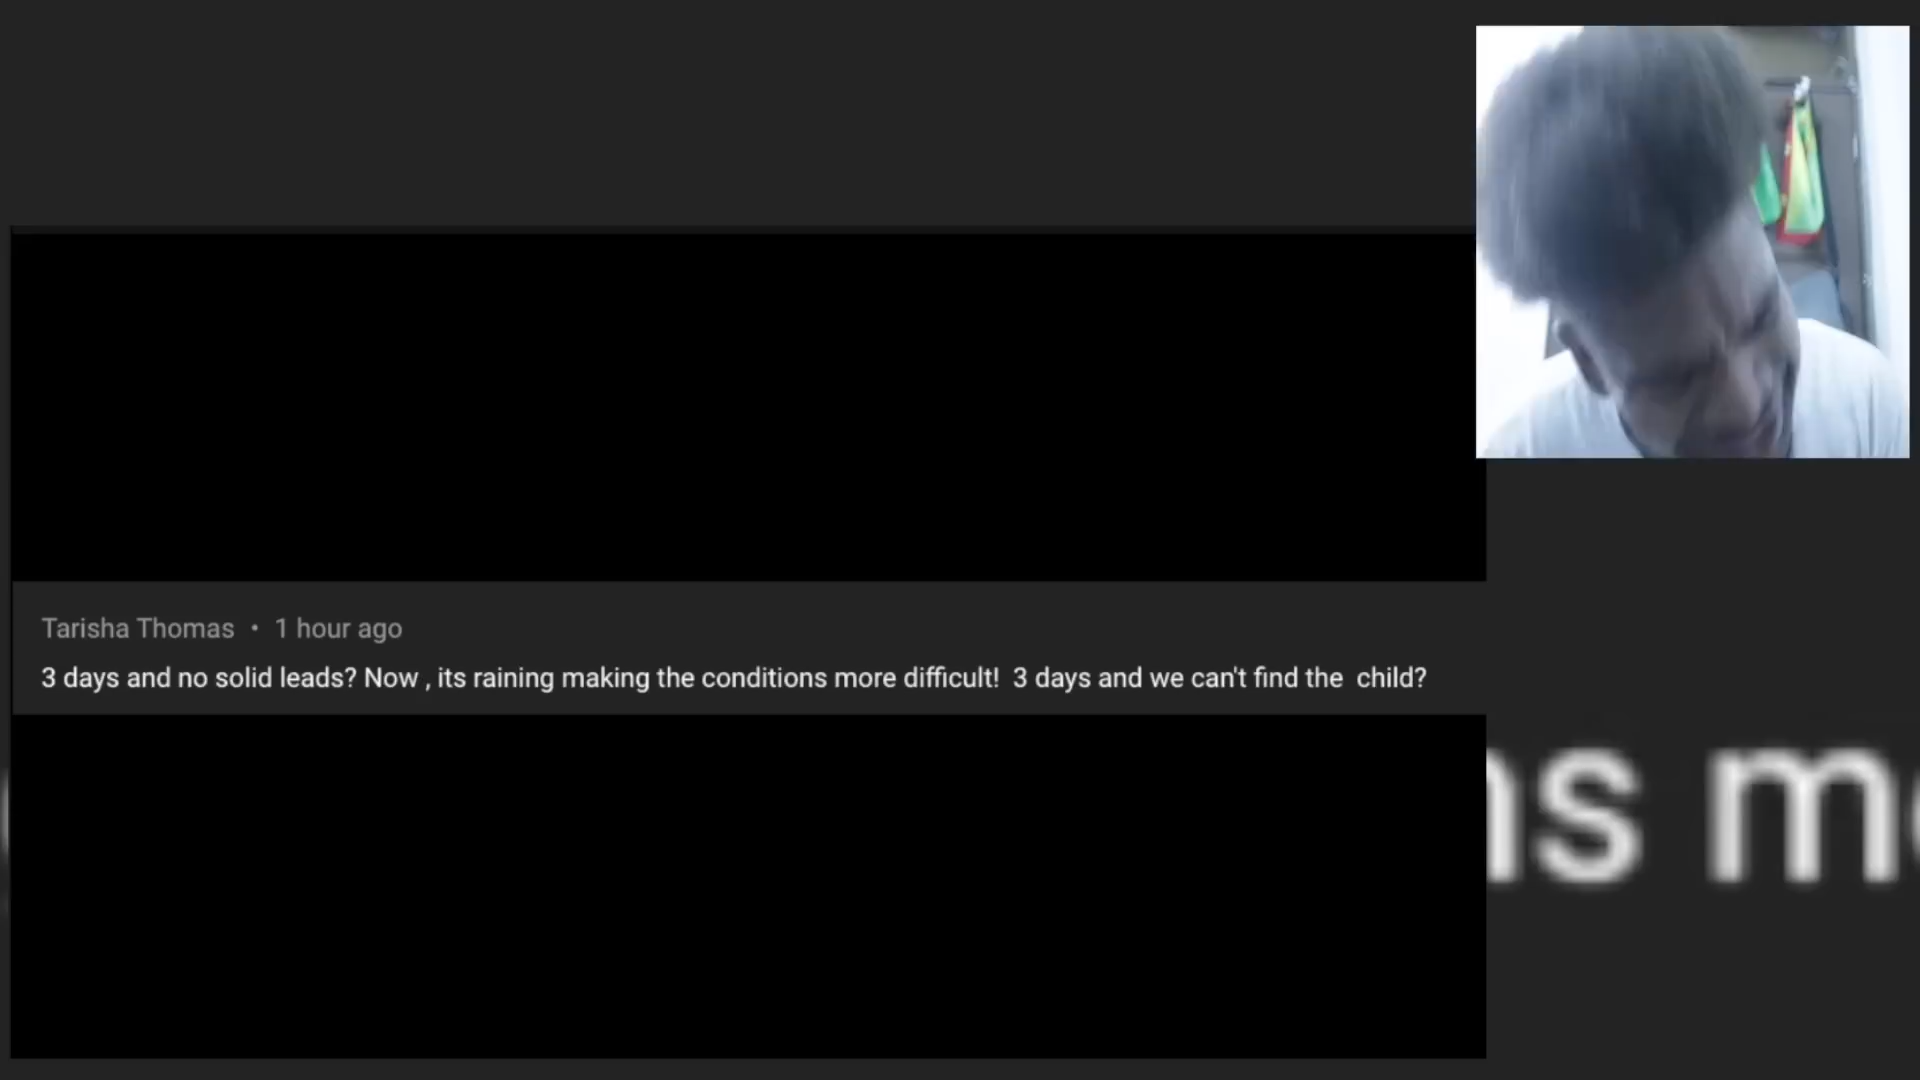 Tarisha Thomas • 1 hour ago
3 days and no solid leads? Now , its raining making the conditions more difficult!  3 days and we can't find the  child?